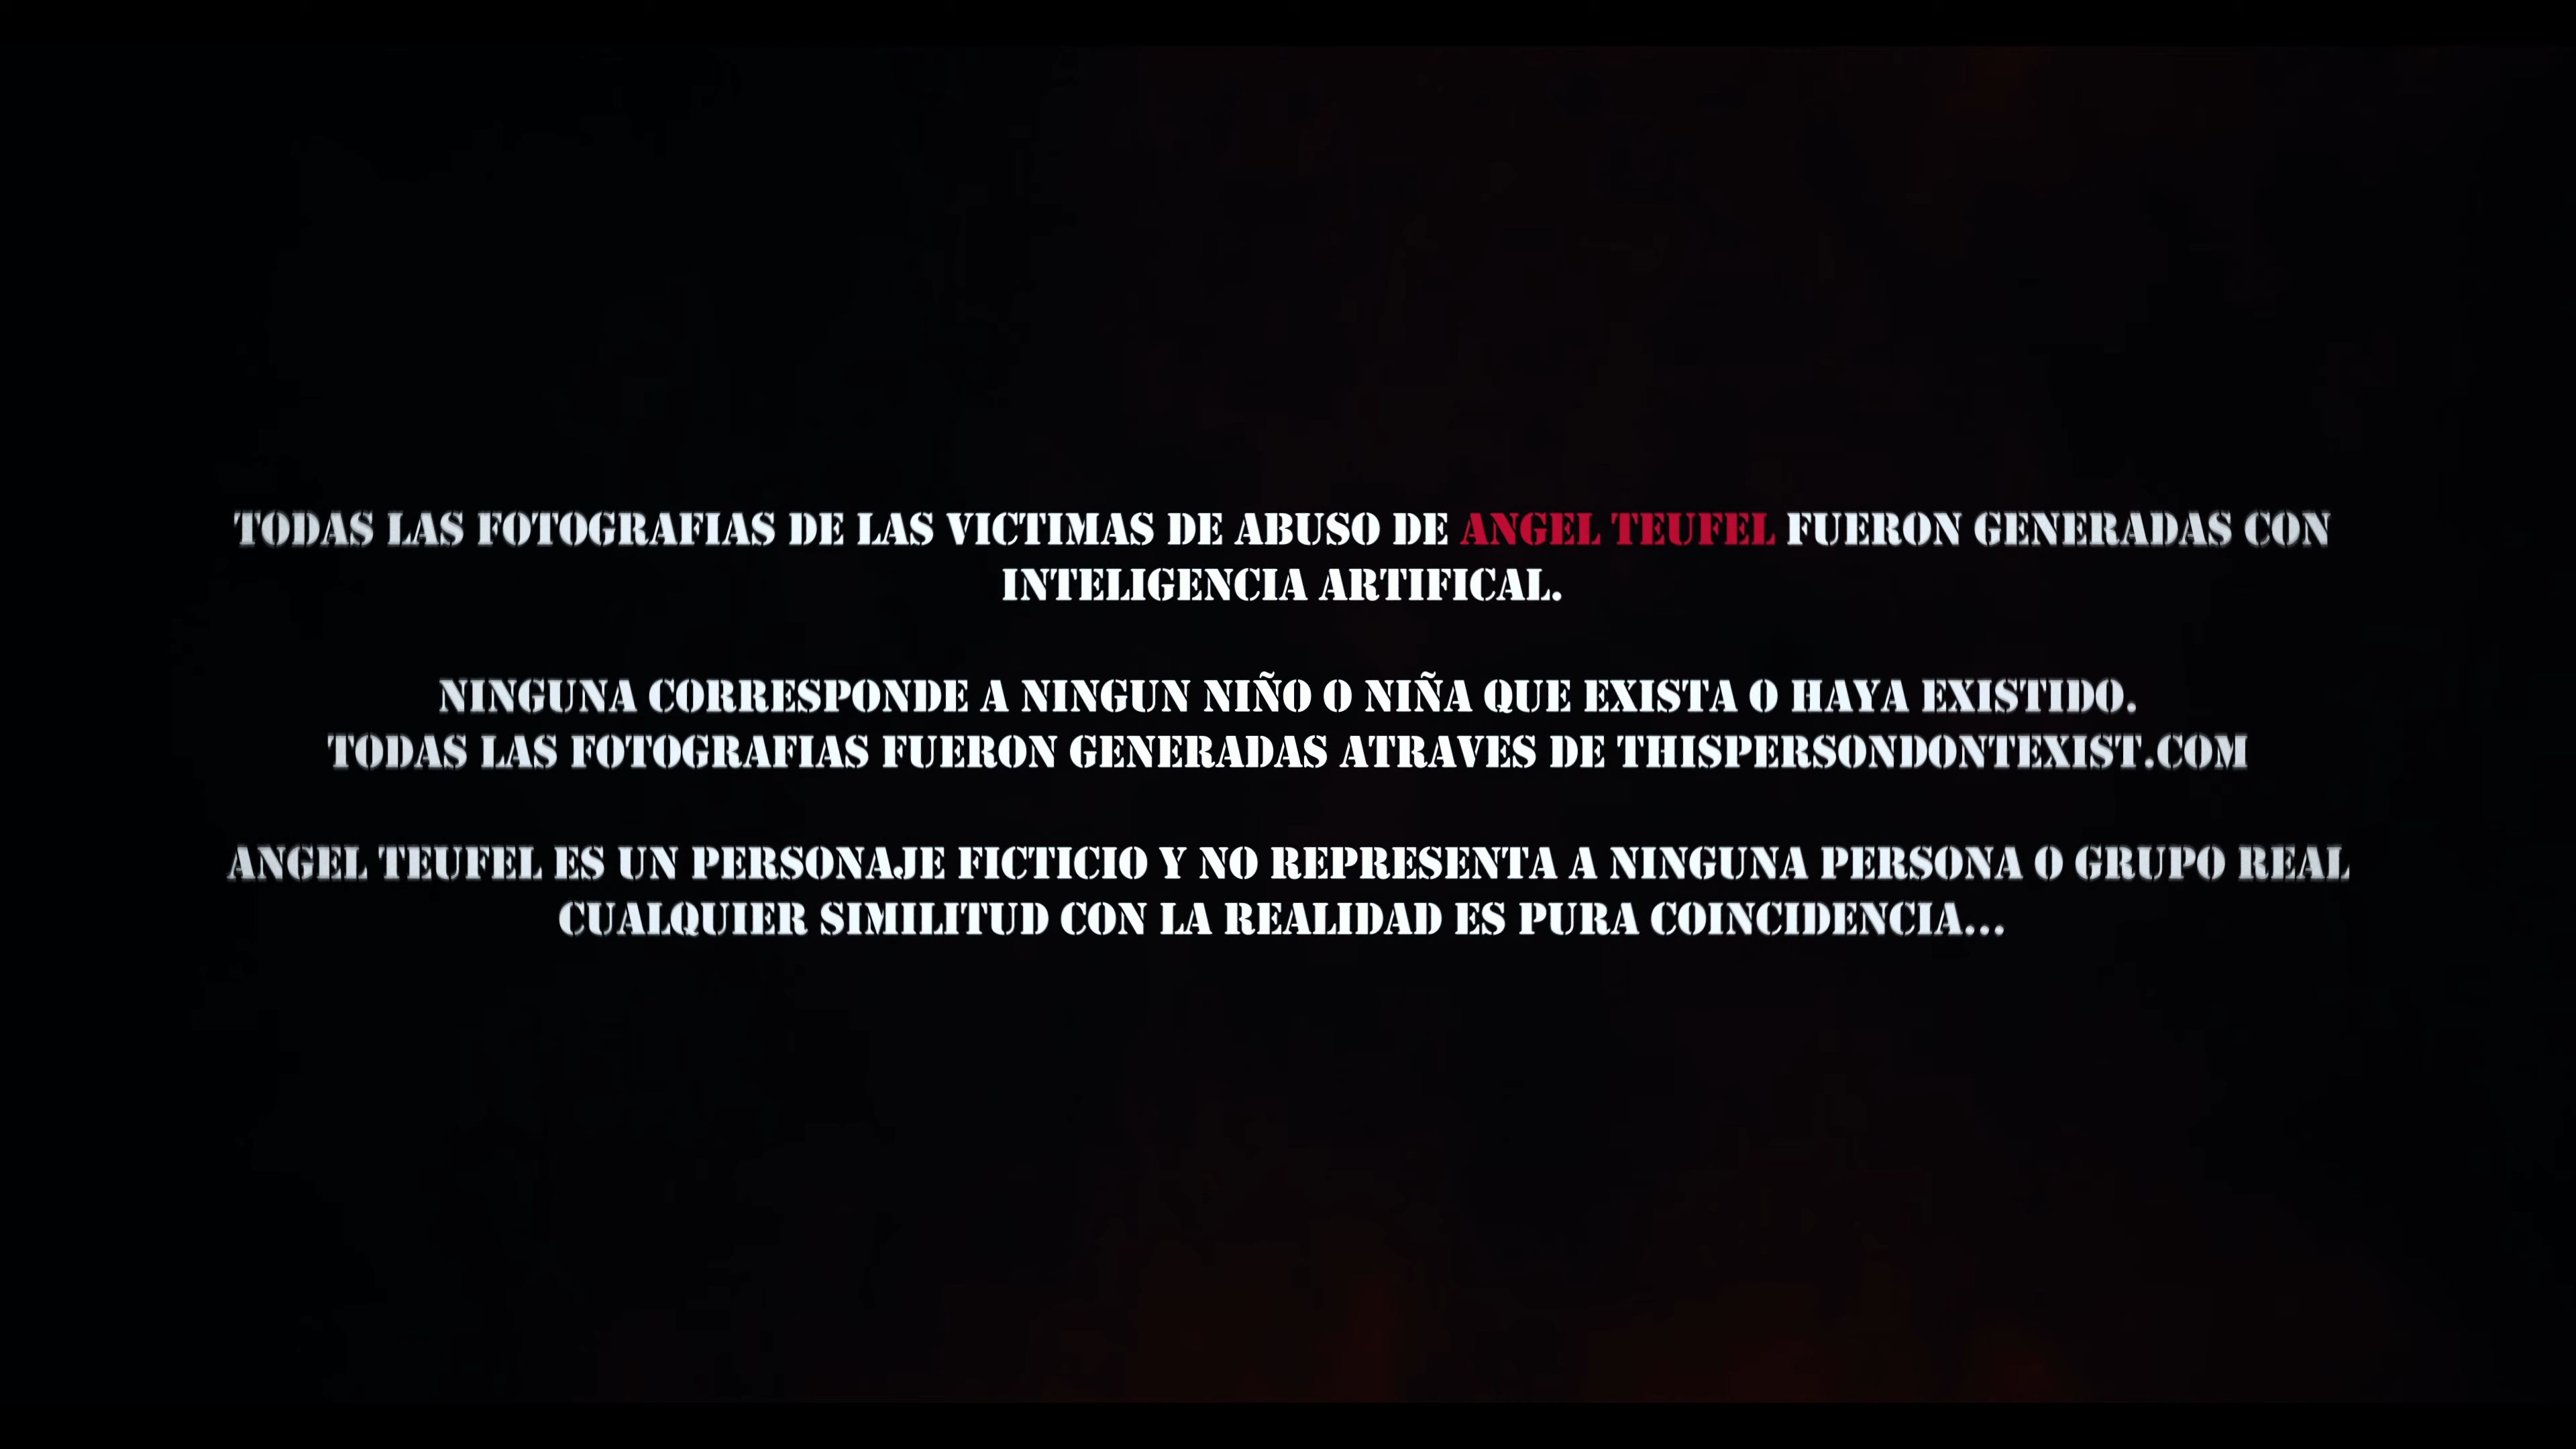 TODAS LAS FOTOGRAFIAS DE LAS VICTIMAS DE ABUSO DE ANGEL TEUFEL FUERON GENERADAS CON
INTELIGENCIA ARTIFICAL.
NINGUNA CORRESPONDE A NINGUN NIÑO O NIÑA QUE EXISTA O HAYA EXISTIDO.
TODAS LAS FOTOGRAFIAS FUERON GENERADAS ATRAVES DE THISPERSONDONTEXIST.COM
ANGEL TEUFEL ES UN PERSONAJE FICTICIO Y NO REPRESENTA A NINGUNA PERSONA O GRUPO REAL
CUALQUIER SIMILITUD CON LA REALIDAD ES PURA COINCIDENCIA...